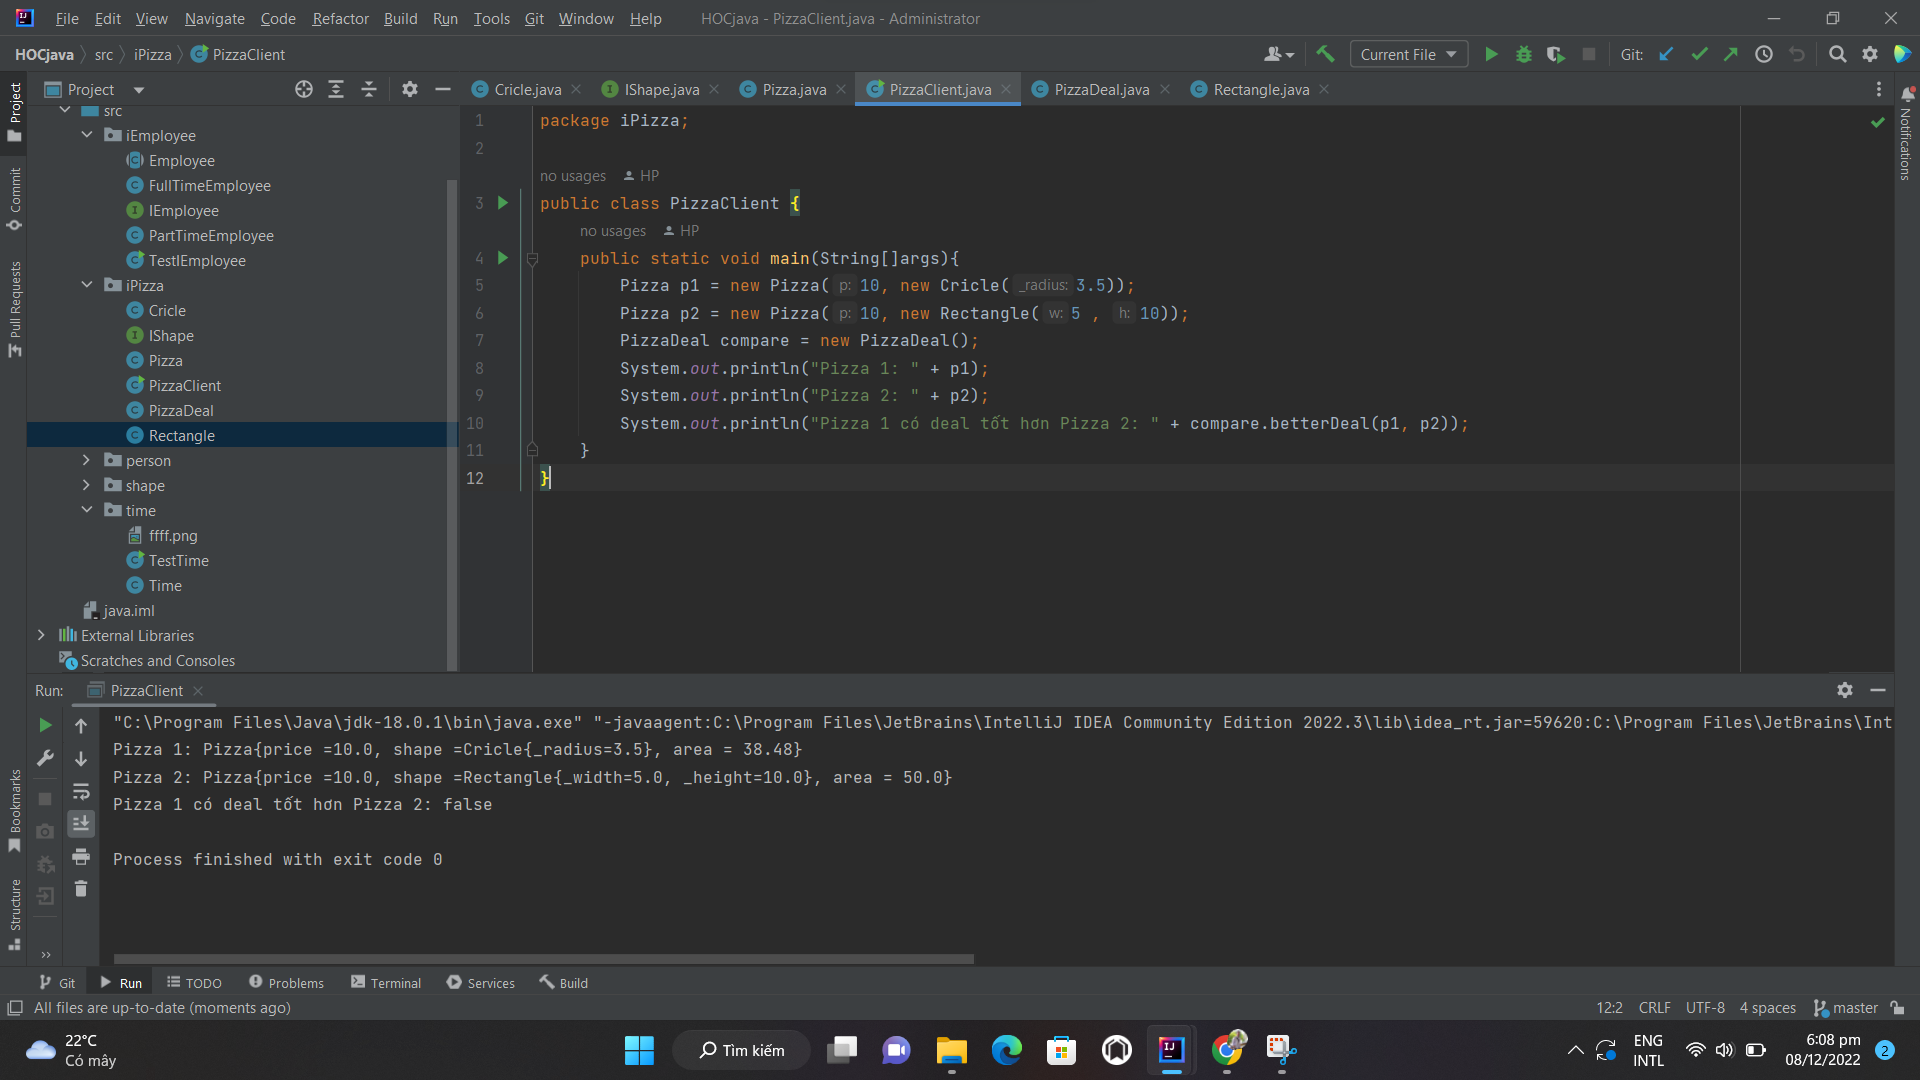 File Edit View Navigate Code Refactor Build Run Tools Git Window Help HOCjava - PizzaClient.java - Administrator
HOCjava src iPizza PizzaClient Current File Git:
Project Cricle.java IShape.java Pizza.java PizzaClient.java PizzaDeal.java Rectangle.java
Project
Commit
Pull Requests
Bookmarks
Structure
Notifications
src
iEmployee
Employee
FullTimeEmployee
IEmployee
PartTimeEmployee
TestIEmployee
iPizza
Cricle
IShape
Pizza
PizzaClient
PizzaDeal
Rectangle
person
shape
time
ffff.png
TestTime
Time
java.iml
External Libraries
Scratches and Consoles
1 package iPizza;
2
no usages HP
3 public class PizzaClient {
no usages HP
4 public static void main(String[]args){
5 Pizza p1 = new Pizza( p: 10, new Cricle( _radius: 3.5));
6 Pizza p2 = new Pizza( p: 10, new Rectangle( w: 5 , h: 10));
7 PizzaDeal compare = new PizzaDeal();
8 System.out.println("Pizza 1: " + p1);
9 System.out.println("Pizza 2: " + p2);
10 System.out.println("Pizza 1 có deal tốt hơn Pizza 2: " + compare.betterDeal(p1, p2));
11 }
12 }
Run: PizzaClient
"C:\Program Files\Java\jdk-18.0.1\bin\java.exe" "-javaagent:C:\Program Files\JetBrains\IntelliJ IDEA Community Edition 2022.3\lib\idea_rt.jar=59620:C:\Program Files\JetBrains\Int
Pizza 1: Pizza{price =10.0, shape =Cricle{_radius=3.5}, area = 38.48}
Pizza 2: Pizza{price =10.0, shape =Rectangle{_width=5.0, _height=10.0}, area = 50.0}
Pizza 1 có deal tốt hơn Pizza 2: false
Process finished with exit code 0
Git Run TODO Problems Terminal Services Build
All files are up-to-date (moments ago) 12:2 CRLF UTF-8 4 spaces master
22°C
Có mây
Tìm kiếm
ENG
INTL
6:08 pm
08/12/2022
2